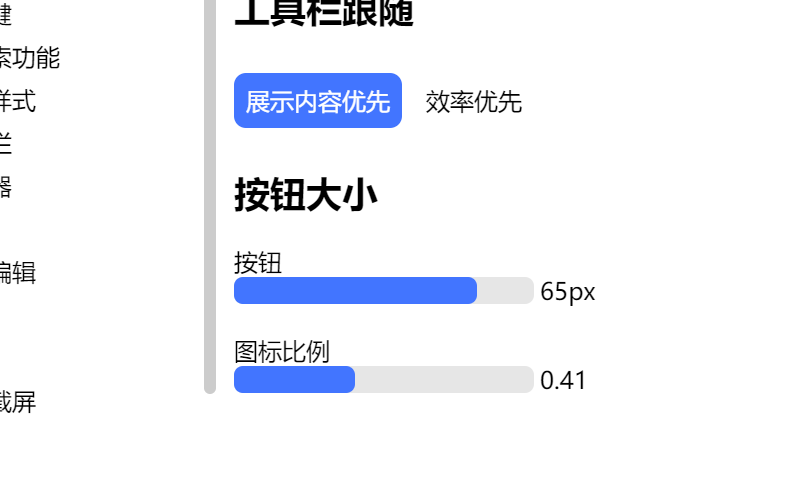 键
索功能
样式
栏
器
编辑
截屏
工具栏跟随
展示内容优先 效率优先
按钮大小
按钮
65px
图标比例
0.41